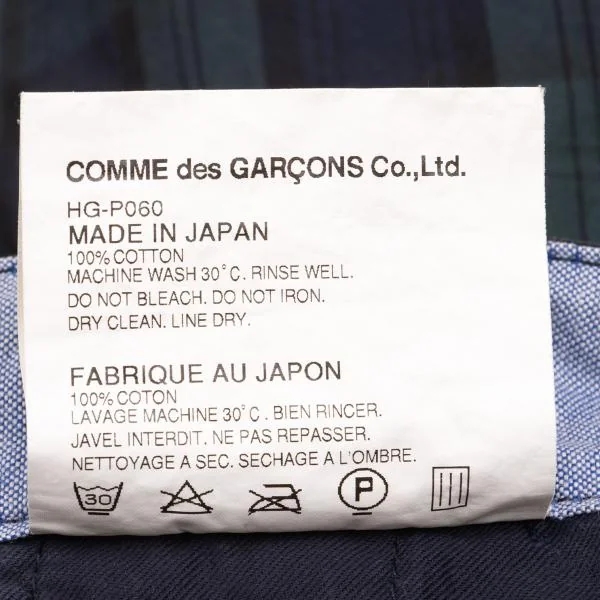 COMME des GARÇONS Co.,Ltd.
HG-P060
MADE IN JAPAN
100% COTTON
MACHINE WASH 30°C. RINSE WELL.
DO NOT BLEACH. DO NOT IRON.
DRY CLEAN. LINE DRY.
FABRIQUE AU JAPON
100% COTON
LAVAGE MACHINE 30°C. BIEN RINCER.
JAVEL INTERDIT. NE PAS REPASSER.
NETTOYAGE A SEC. SECHAGE A L'OMBRE.
30 P